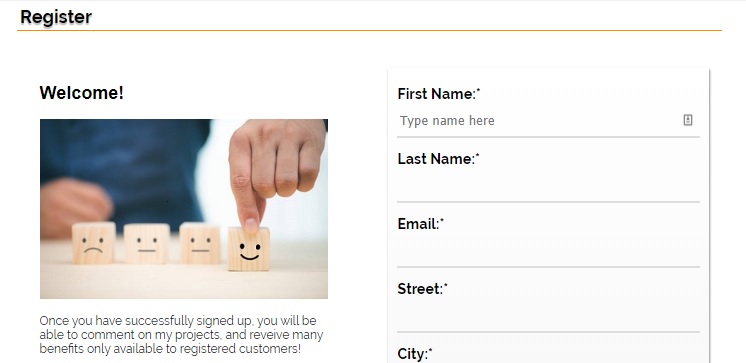 Register
Welcome!
Once you have successfully signed up, you will be
able to comment on my projects, and reveive many
benefits only available to registered customers!
First Name:*
Type name here
Last Name:*
Email:*
Street:*
City:*